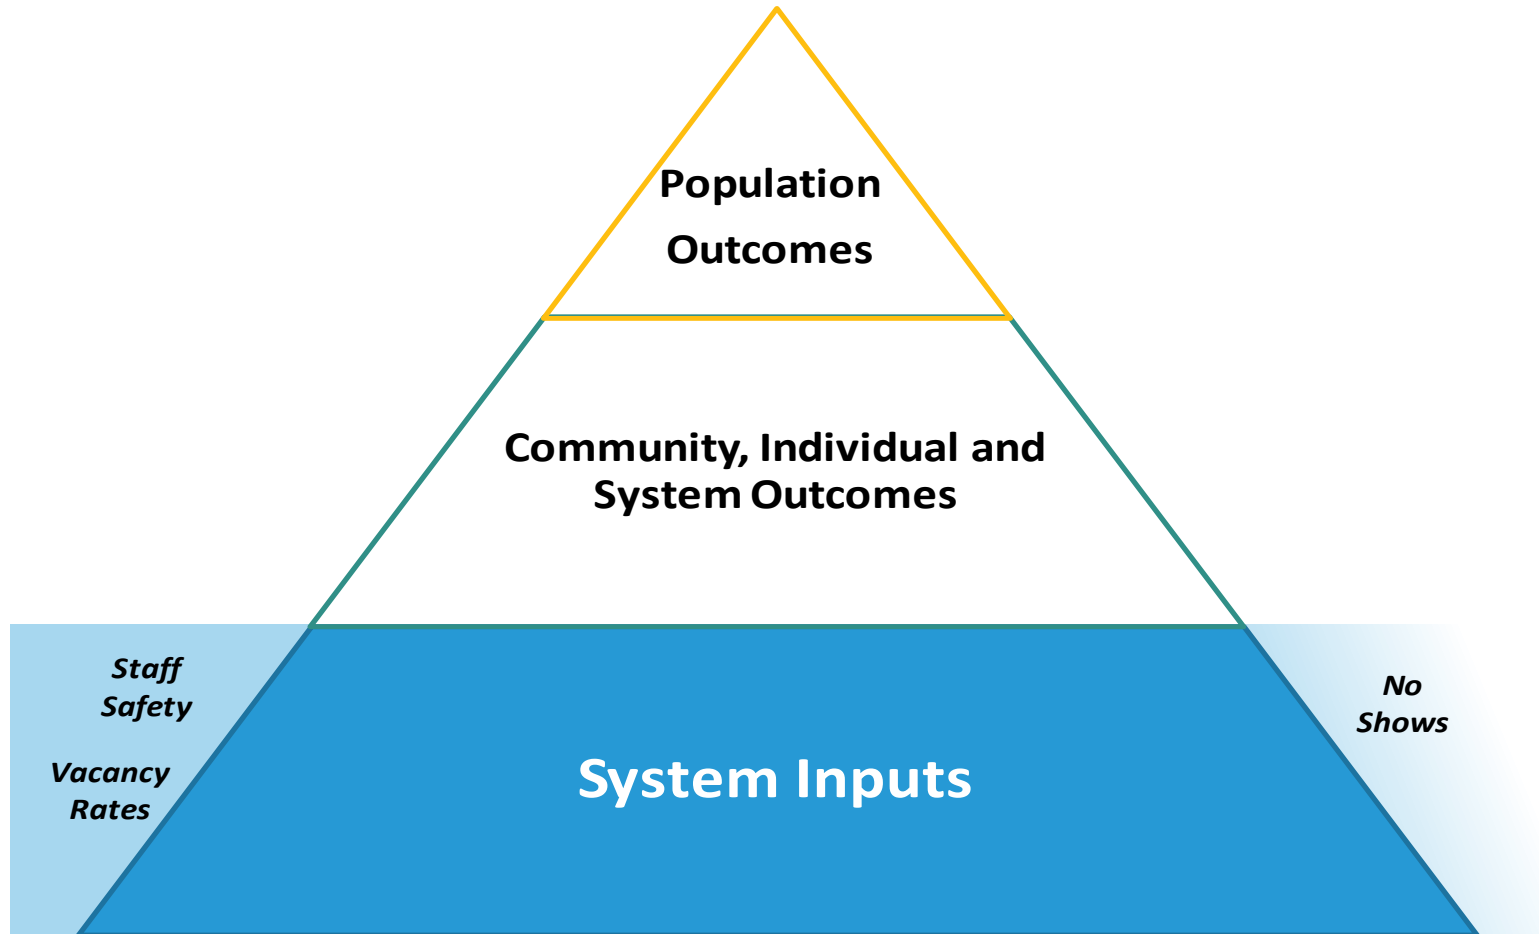 Population
Outcomes
Community, Individual and
System Outcomes
Staff
Safety
Vacancy
Rates
System Inputs
No
Shows